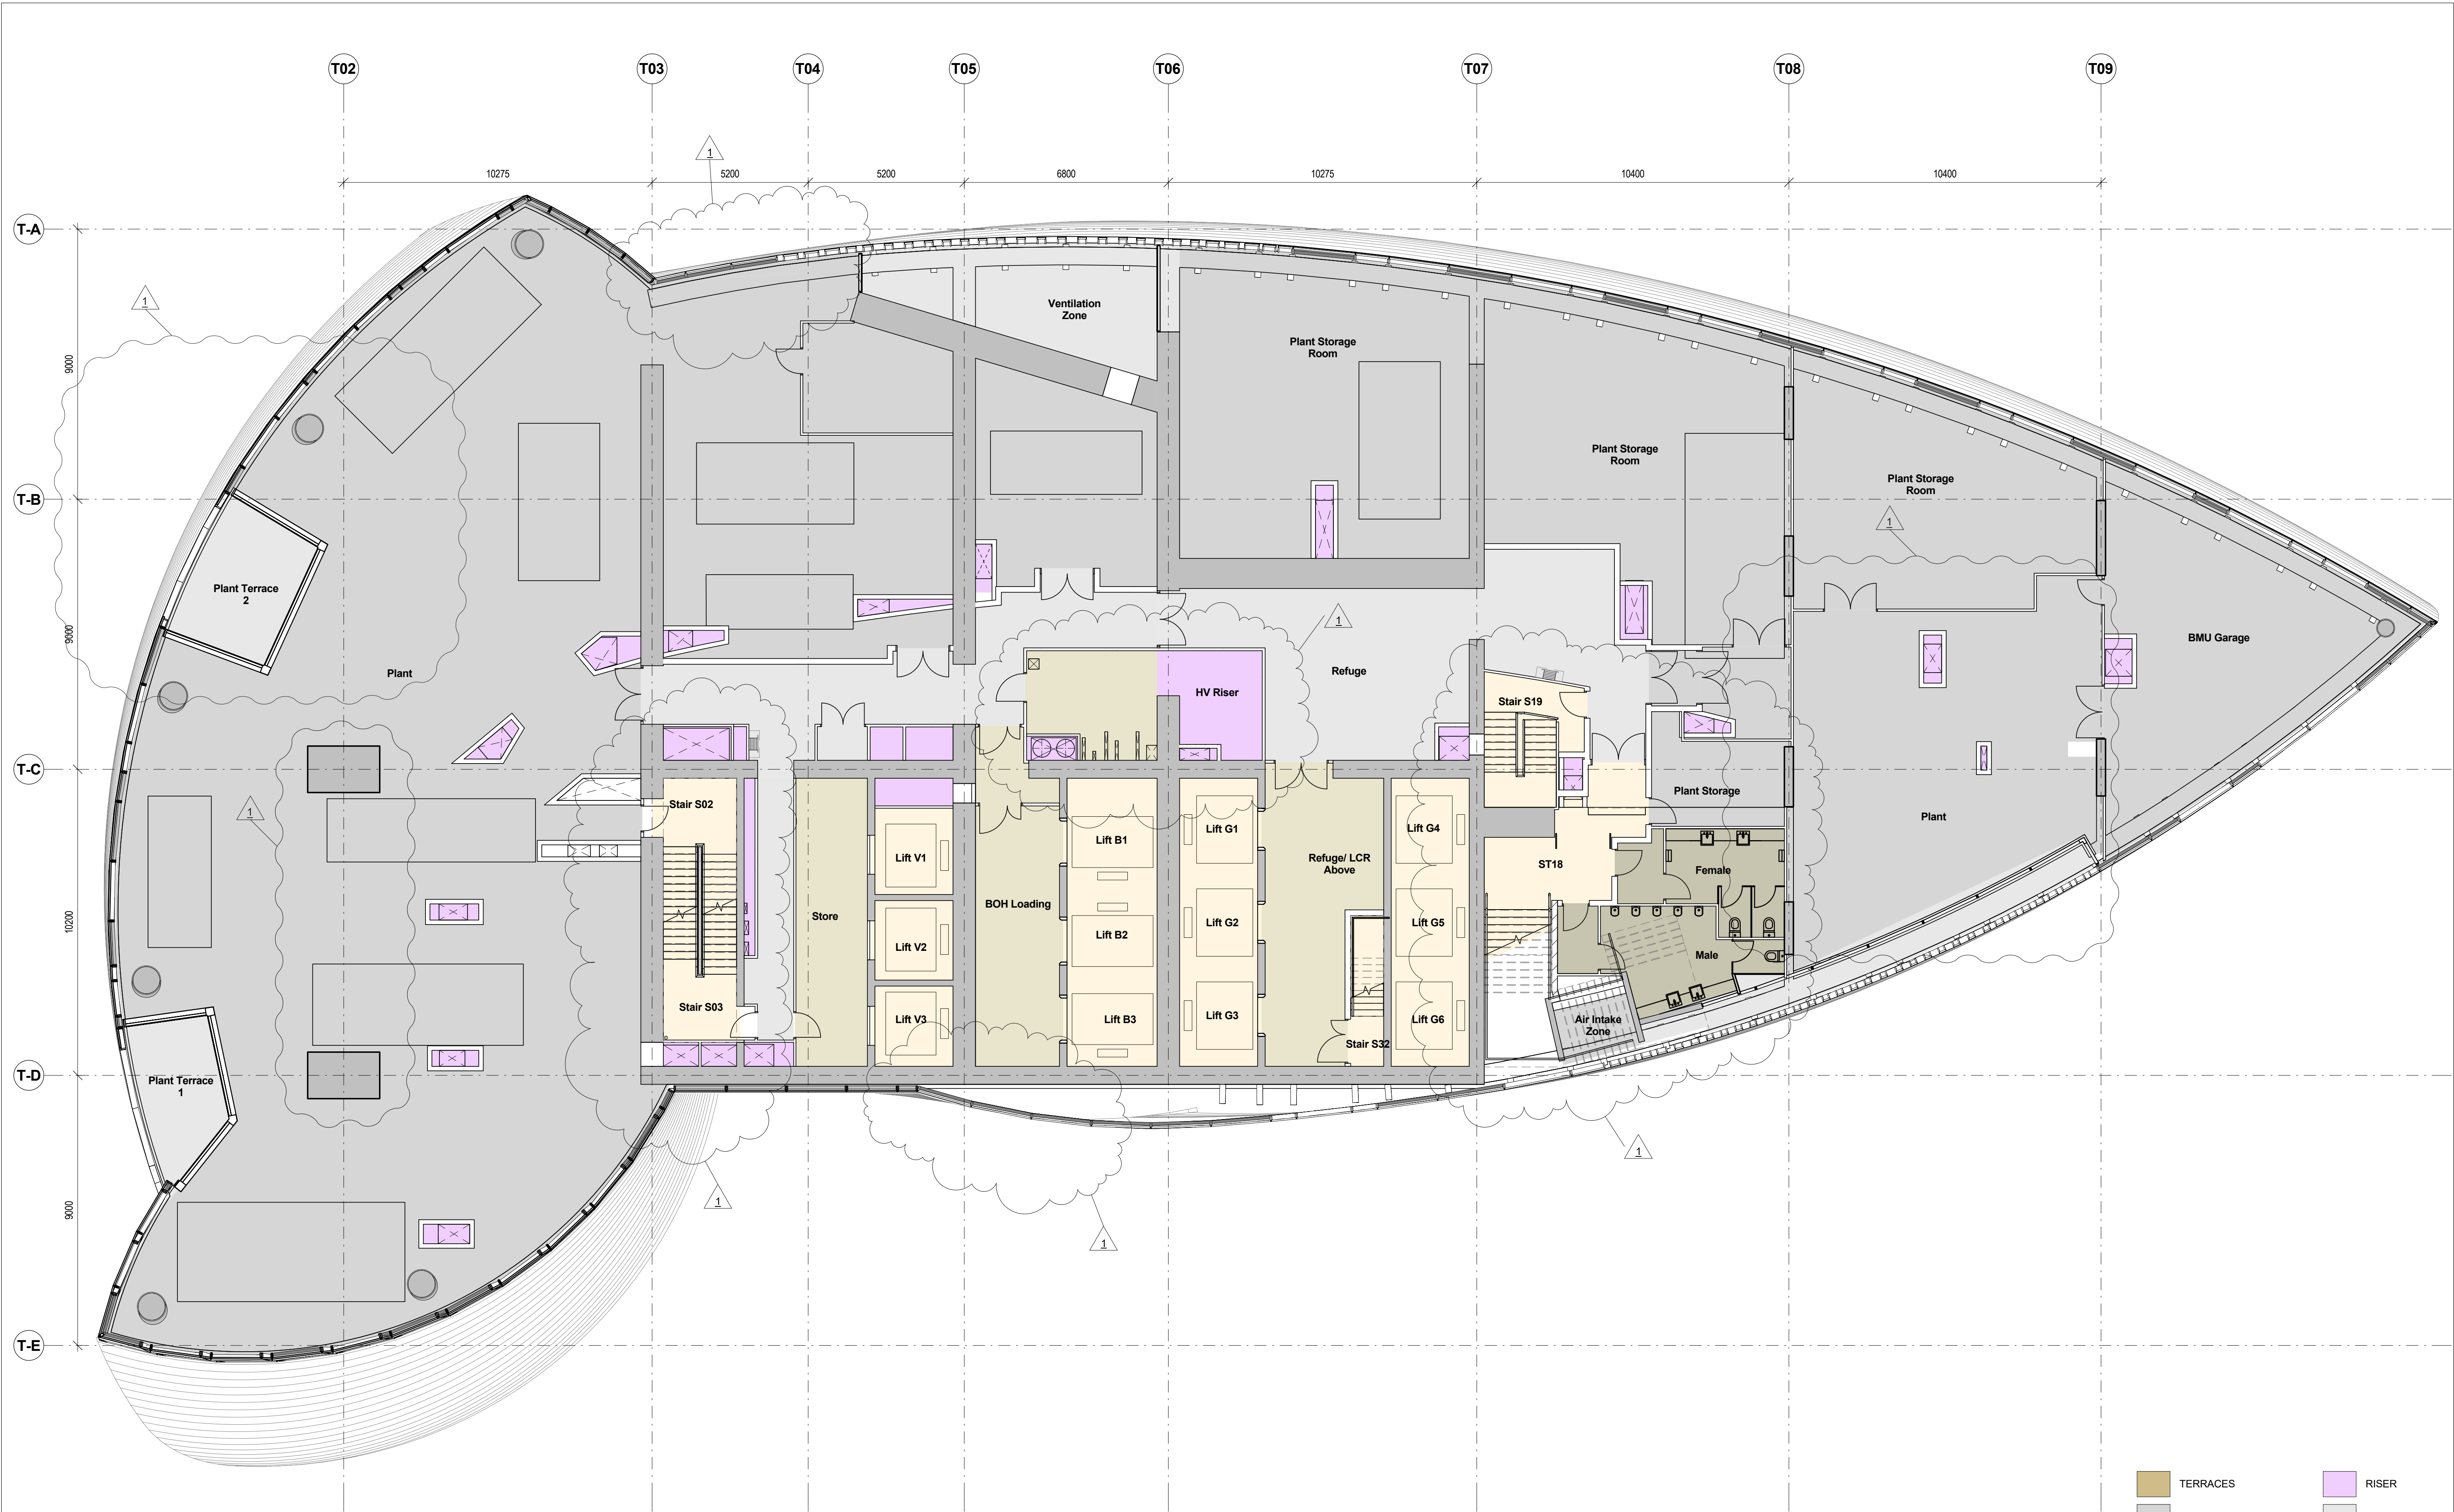 T02
T03
T04
T05
T06
T07
T08
T09
1
10275
5200
5200
6800
10275
10400
10400
T-A
1
Ventilation
Zone
Plant Storage
Room
9000
Plant Storage
Room
Plant Storage
Room
T-B
1
Plant Terrace
2
1
9000
BMU Garage
Plant
Refuge
HV Riser
Stair S19
T-C
Plant Storage
Stair S02
1
Plant
Lift V1
Lift B1
Lift G1
Lift G4
Refuge/ LCR
Above
ST18
Female
BOH Loading
Store
10200
Lift V2
Lift B2
Lift G2
Lift G5
Male
Stair S03
Lift V3
Lift B3
Lift G3
Lift G6
Air Intake
Zone
Stair S32
T-D
Plant Terrace
1
1
1
9000
1
T-E
TERRACES
RISER